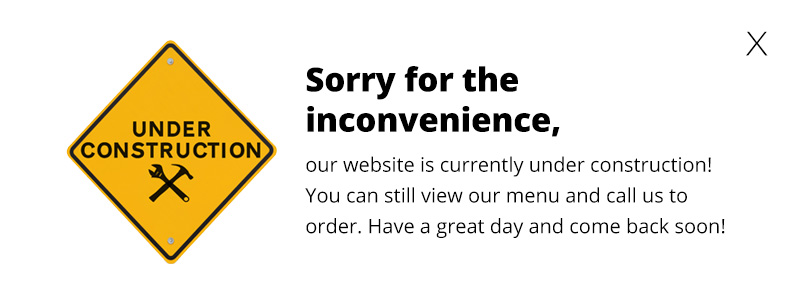 X
Sorry for the
inconvenience,
UNDER
CONSTRUCTION
our website is currently under construction!
You can still view our menu and call us to
order. Have a great day and come back soon!